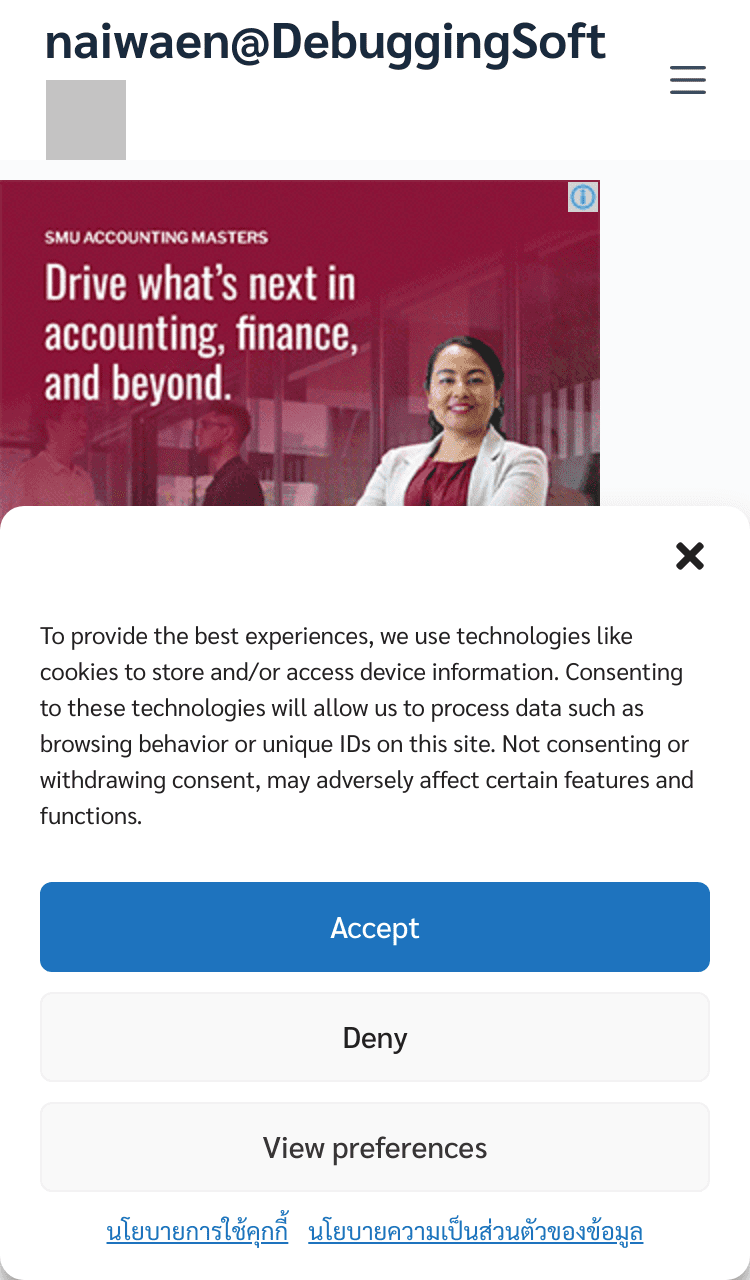 naiwaen@DebuggingSoft
SMU ACCOUNTING MASTERS
Drive what's next in
accounting, finance,
and beyond.
To provide the best experiences, we use technologies like
cookies to store and/or access device information. Consenting
to these technologies will allow us to process data such as
browsing behavior or unique IDs on this site. Not consenting or
withdrawing consent, may adversely affect certain features and
functions.
Accept
Deny
View preferences
นโยบายการใช้คุกกี้ นโยบายความเป็นส่วนตัวของข้อมูล